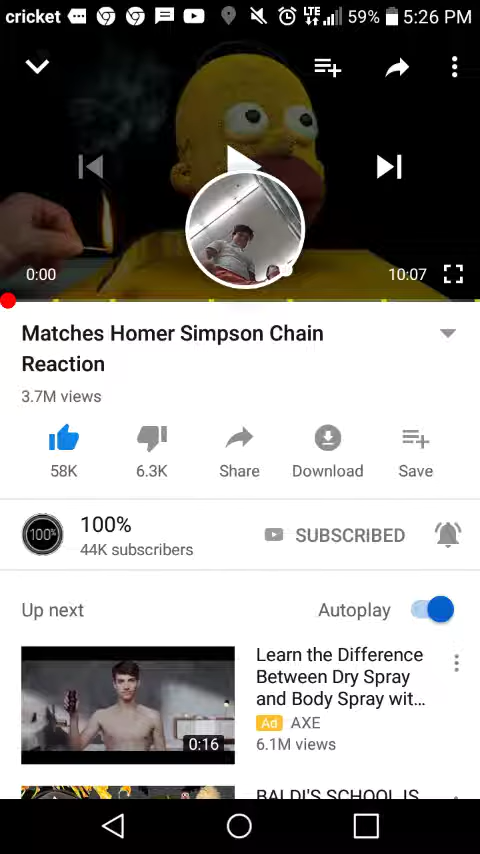 cricket LTE 59% 5:26 PM
0:00 10:07
Matches Homer Simpson Chain
Reaction
3.7M views
58K 6.3K Share Download Save
100% 100%
SUBSCRIBED
44K subscribers
Up next Autoplay
Learn the Difference
Between Dry Spray
and Body Spray wit...
Ad AXE
0:16
6.1M views
BALDI'S SCHOOL IS